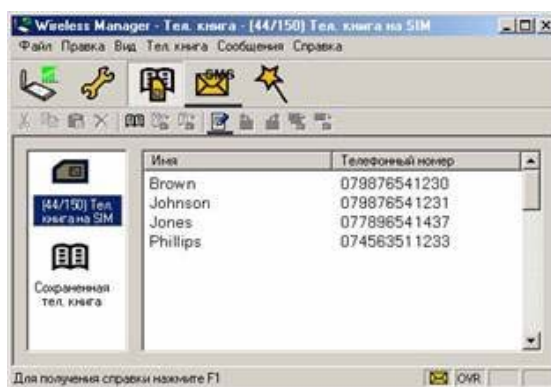 Wireless Manager - Тел. книга - (44/150) Тел. книга на SIM
Файл Правка Вид Тел. книга Сообщения Справка
SMS
Имя Телефонный номер
Brown 079876541230
Johnson 079876541231
Jones 077896541437
Phillips 074563511233
(44/150) Тел.
книга на SIM
Сохраненная
тел. книга
Для получения справки нажмите F1 OVR